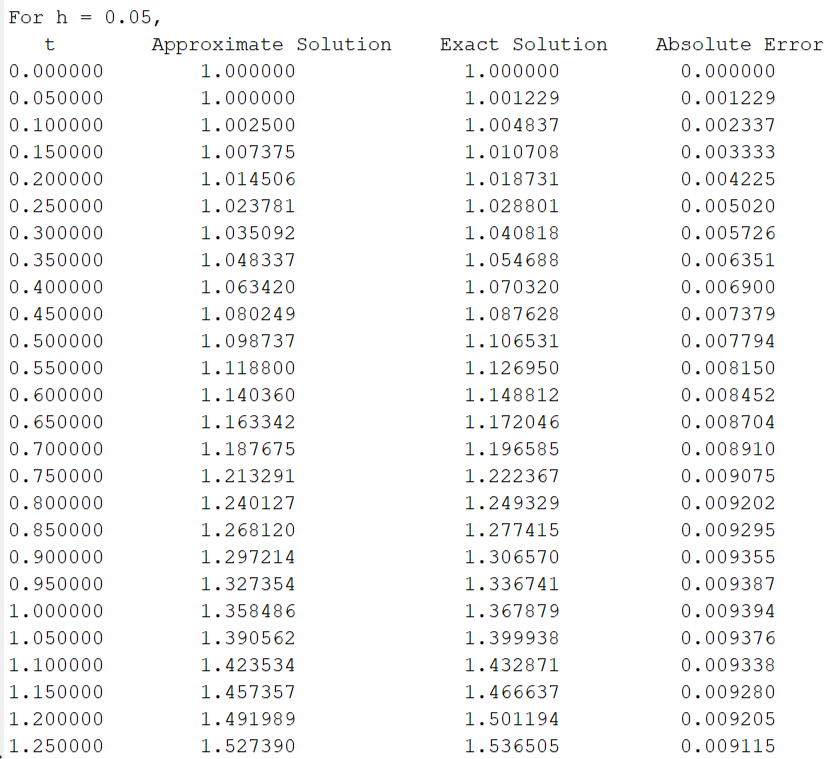 For h = 0.05,
t Approximate Solution Exact Solution Absolute Error
0.000000 1.000000 1.000000 0.000000
0.050000 1.000000 1.001229 0.001229
0.100000 1.002500 1.004837 0.002337
0.150000 1.007375 1.010708 0.003333
0.200000 1.014506 1.018731 0.004225
0.250000 1.023781 1.028801 0.005020
0.300000 1.035092 1.040818 0.005726
0.350000 1.048337 1.054688 0.006351
0.400000 1.063420 1.070320 0.006900
0.450000 1.080249 1.087628 0.007379
0.500000 1.098737 1.106531 0.007794
0.550000 1.118800 1.126950 0.008150
0.600000 1.140360 1.148812 0.008452
0.650000 1.163342 1.172046 0.008704
0.700000 1.187675 1.196585 0.008910
0.750000 1.213291 1.222367 0.009075
0.800000 1.240127 1.249329 0.009202
0.850000 1.268120 1.277415 0.009295
0.900000 1.297214 1.306570 0.009355
0.950000 1.327354 1.336741 0.009387
1.000000 1.358486 1.367879 0.009394
1.050000 1.390562 1.399938 0.009376
1.100000 1.423534 1.432871 0.009338
1.150000 1.457357 1.466637 0.009280
1.200000 1.491989 1.501194 0.009205
1.250000 1.527390 1.536505 0.009115